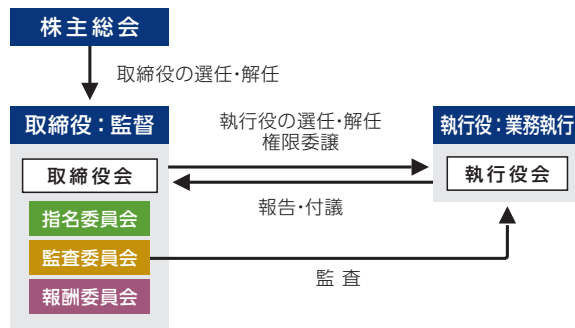 株主総会
取締役の選任・解任
取締役：監督
執行役の選任・解任
権限委譲
執行役：業務執行
取締役会
執行役会
報告・付議
指名委員会
監査委員会
監 査
報酬委員会